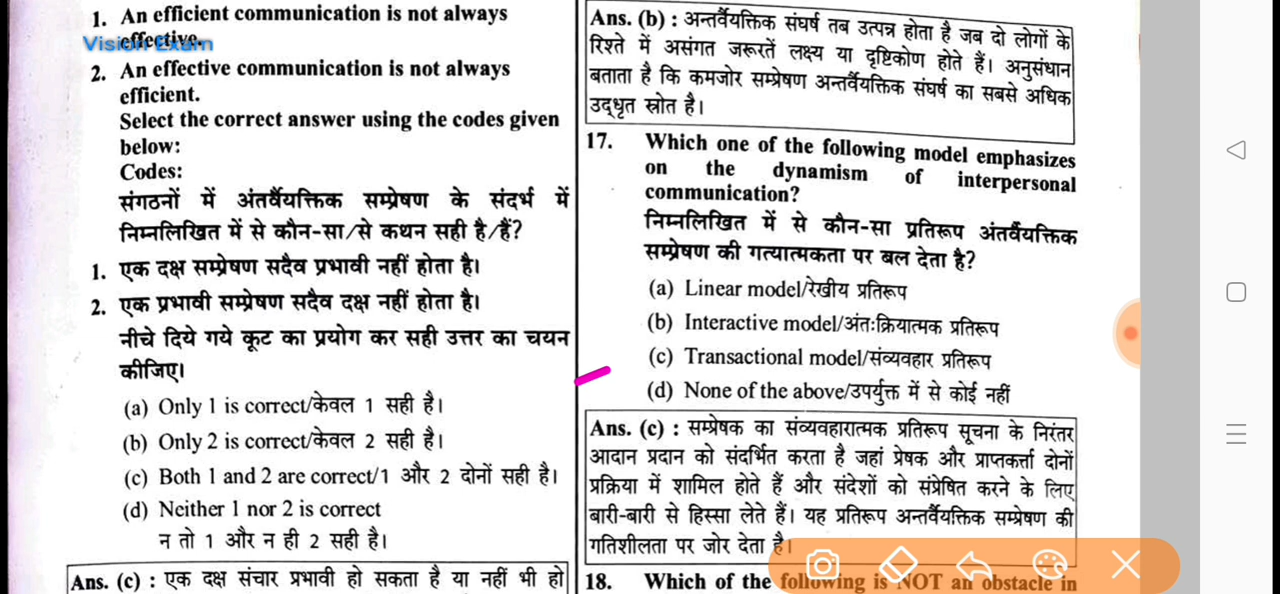 1. An efficient communication is not always
effective.
Vision Exam
2. An effective communication is not always
efficient.
Select the correct answer using the codes given
below:
Codes:
संगठनों में अंतर्वैयक्तिक सम्प्रेषण के संदर्भ में
निम्नलिखित में से कौन-सा/से कथन सही है/हैं?
1. एक दक्ष सम्प्रेषण सदैव प्रभावी नहीं होता है।
2. एक प्रभावी सम्प्रेषण सदैव दक्ष नहीं होता है।
नीचे दिये गये कूट का प्रयोग कर सही उत्तर का चयन
कीजिए।
(a) Only 1 is correct/केवल 1 सही है।
(b) Only 2 is correct/केवल 2 सही है।
(c) Both 1 and 2 are correct/1 और 2 दोनों सही है।
(d) Neither 1 nor 2 is correct
न तो 1 और न ही 2 सही है।
Ans. (c) : एक दक्ष संचार प्रभावी हो सकता है या नहीं भी हो
Ans. (b) : अन्तर्वैयक्तिक संघर्ष तब उत्पन्न होता है जब दो लोगों के
रिश्ते में असंगत जरूरतें लक्ष्य या दृष्टिकोण होते हैं। अनुसंधान
बताता है कि कमजोर सम्प्रेषण अन्तर्वैयक्तिक संघर्ष का सबसे अधिक
उद्धृत स्रोत है।
17. Which one of the following model emphasizes
on the dynamism of interpersonal
communication?
निम्नलिखित में से कौन-सा प्रतिरूप अंतर्वैयक्तिक
सम्प्रेषण की गत्यात्मकता पर बल देता है?
(a) Linear model/रेखीय प्रतिरूप
(b) Interactive model/अंतःक्रियात्मक प्रतिरूप
(c) Transactional model/संव्यवहार प्रतिरूप
(d) None of the above/उपर्युक्त में से कोई नहीं
Ans. (c) : सम्प्रेषक का संव्यवहारात्मक प्रतिरूप सूचना के निरंतर
आदान प्रदान को संदर्भित करता है जहां प्रेषक और प्राप्तकर्त्ता दोनों
प्रक्रिया में शामिल होते हैं और संदेशों को संप्रेषित करने के लिए
बारी-बारी से हिस्सा लेते हैं। यह प्रतिरूप अन्तर्वैयक्तिक सम्प्रेषण की
गतिशीलता पर जोर देता है।
18. Which of the following is NOT an obstacle in